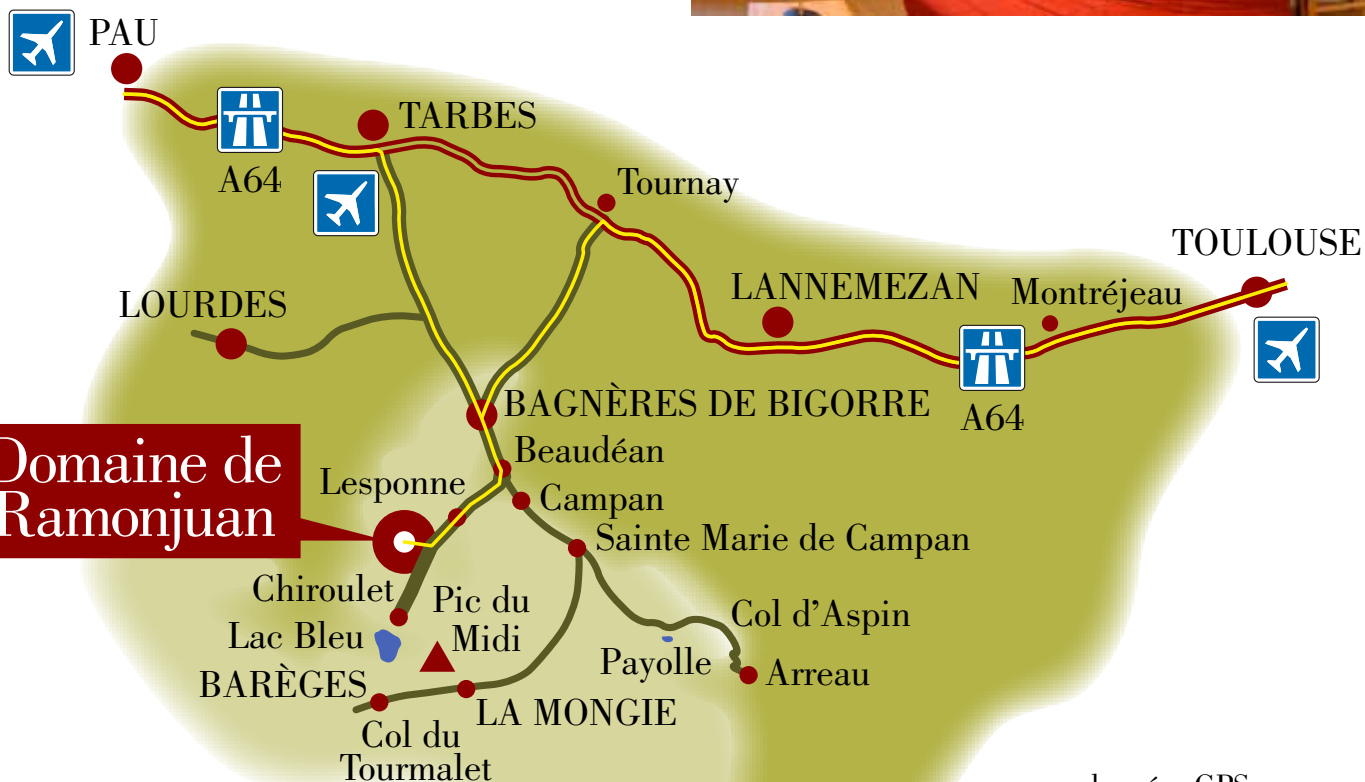 PAU
TARBES
A64
Tournay
TOULOUSE
LOURDES
LANNEMEZAN
Montréjeau
BAGNÈRES DE BIGORRE
A64
Domaine de
Ramonjuan
Beaudéan
Lesponne
Campan
Sainte Marie de Campan
Chiroulet
Pic du
Midi
Col d'Aspin
Lac Bleu
Payolle
Arreau
BARÈGES
LA MONGIE
Col du
Tourmalet
GPS